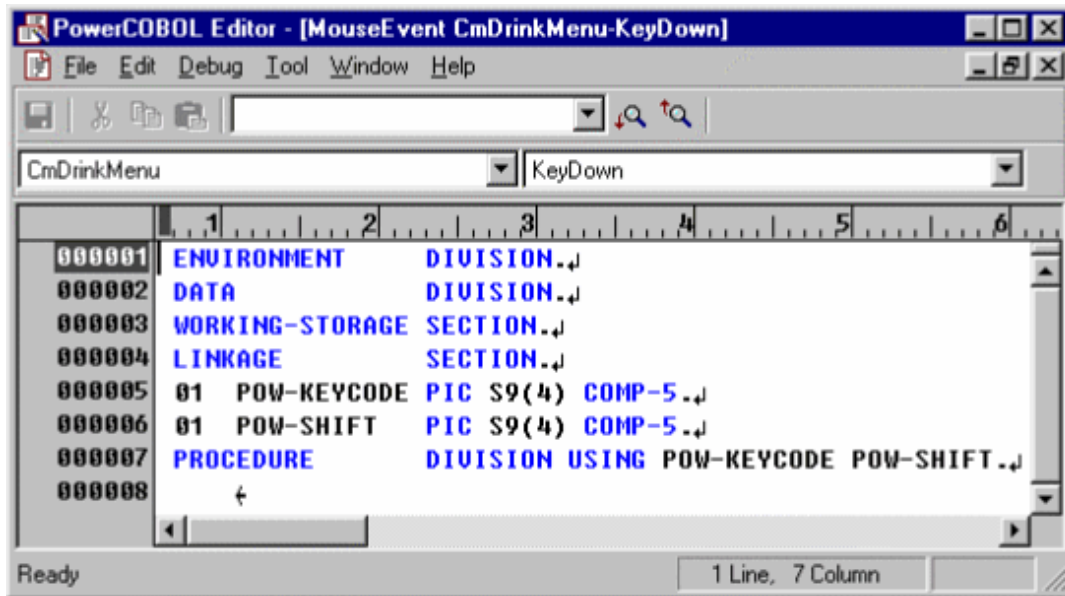 PowerCOBOL Editor - [MouseEvent CmDrinkMenu-KeyDown]
File Edit Debug Tool Window Help
CmDrinkMenu KeyDown
1 2 3 4 5 6
000001 ENVIRONMENT DIVISION.
000002 DATA DIVISION.
000003 WORKING-STORAGE SECTION.
000004 LINKAGE SECTION.
000005 01 POW-KEYCODE PIC S9(4) COMP-5.
000006 01 POW-SHIFT PIC S9(4) COMP-5.
000007 PROCEDURE DIVISION USING POW-KEYCODE POW-SHIFT.
000008
Ready 1 Line, 7 Column